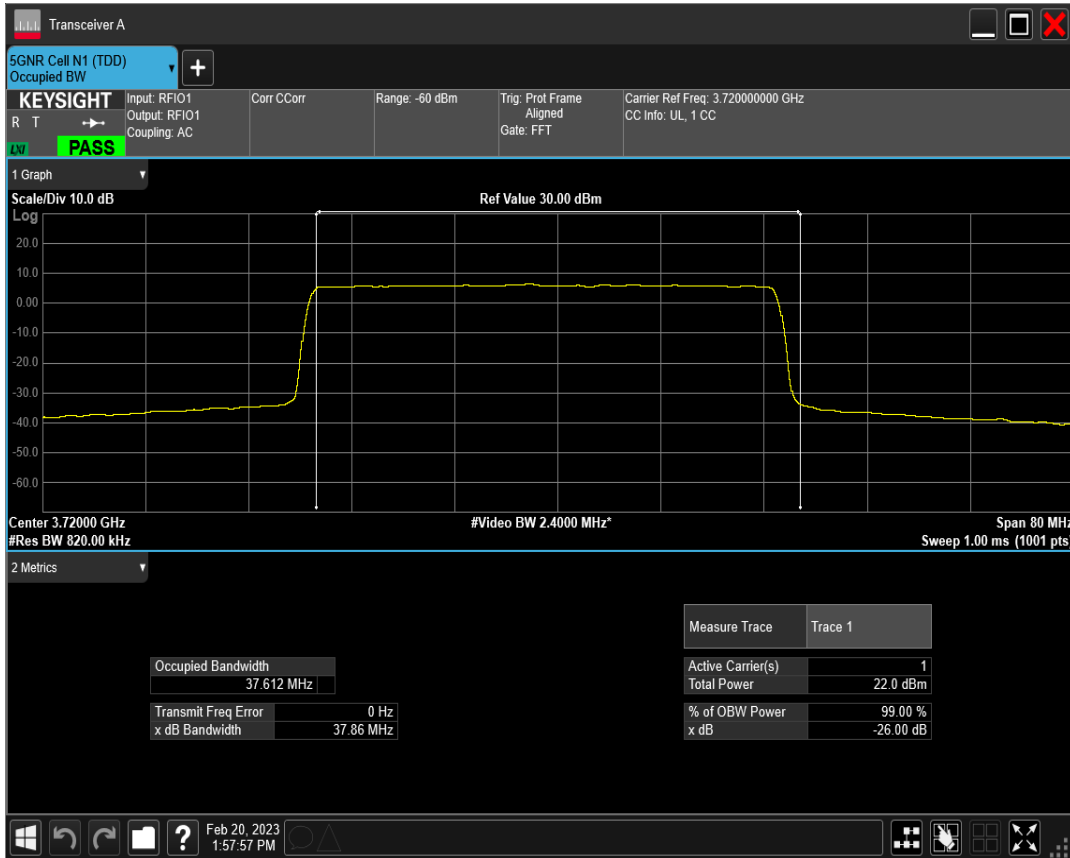 Transceiver A
5GNR Cell N1 (TDD)
Occupied BW
+
KEYSIGHT
R T
LXI
PASS
Input: RFIO1
Output: RFIO1
Coupling: AC
Corr CCorr
Range: -60 dBm
Trig: Prot Frame
Aligned
Gate: FFT
Carrier Ref Freq: 3.720000000 GHz
CC Info: UL, 1 CC
1 Graph
Scale/Div 10.0 dB
Ref Value 30.00 dBm
Log
20.0
10.0
0.00
-10.0
-20.0
-30.0
-40.0
-50.0
-60.0
Center 3.72000 GHz
#Video BW 2.4000 MHz*
Span 80 MHz
#Res BW 820.00 kHz
Sweep 1.00 ms (1001 pts)
2 Metrics
Measure Trace Trace 1
Occupied Bandwidth
37.612 MHz
Transmit Freq Error 0 Hz
x dB Bandwidth 37.86 MHz
Active Carrier(s) 1
Total Power 22.0 dBm
% of OBW Power 99.00 %
x dB -26.00 dB
?
Feb 20, 2023
1:57:57 PM